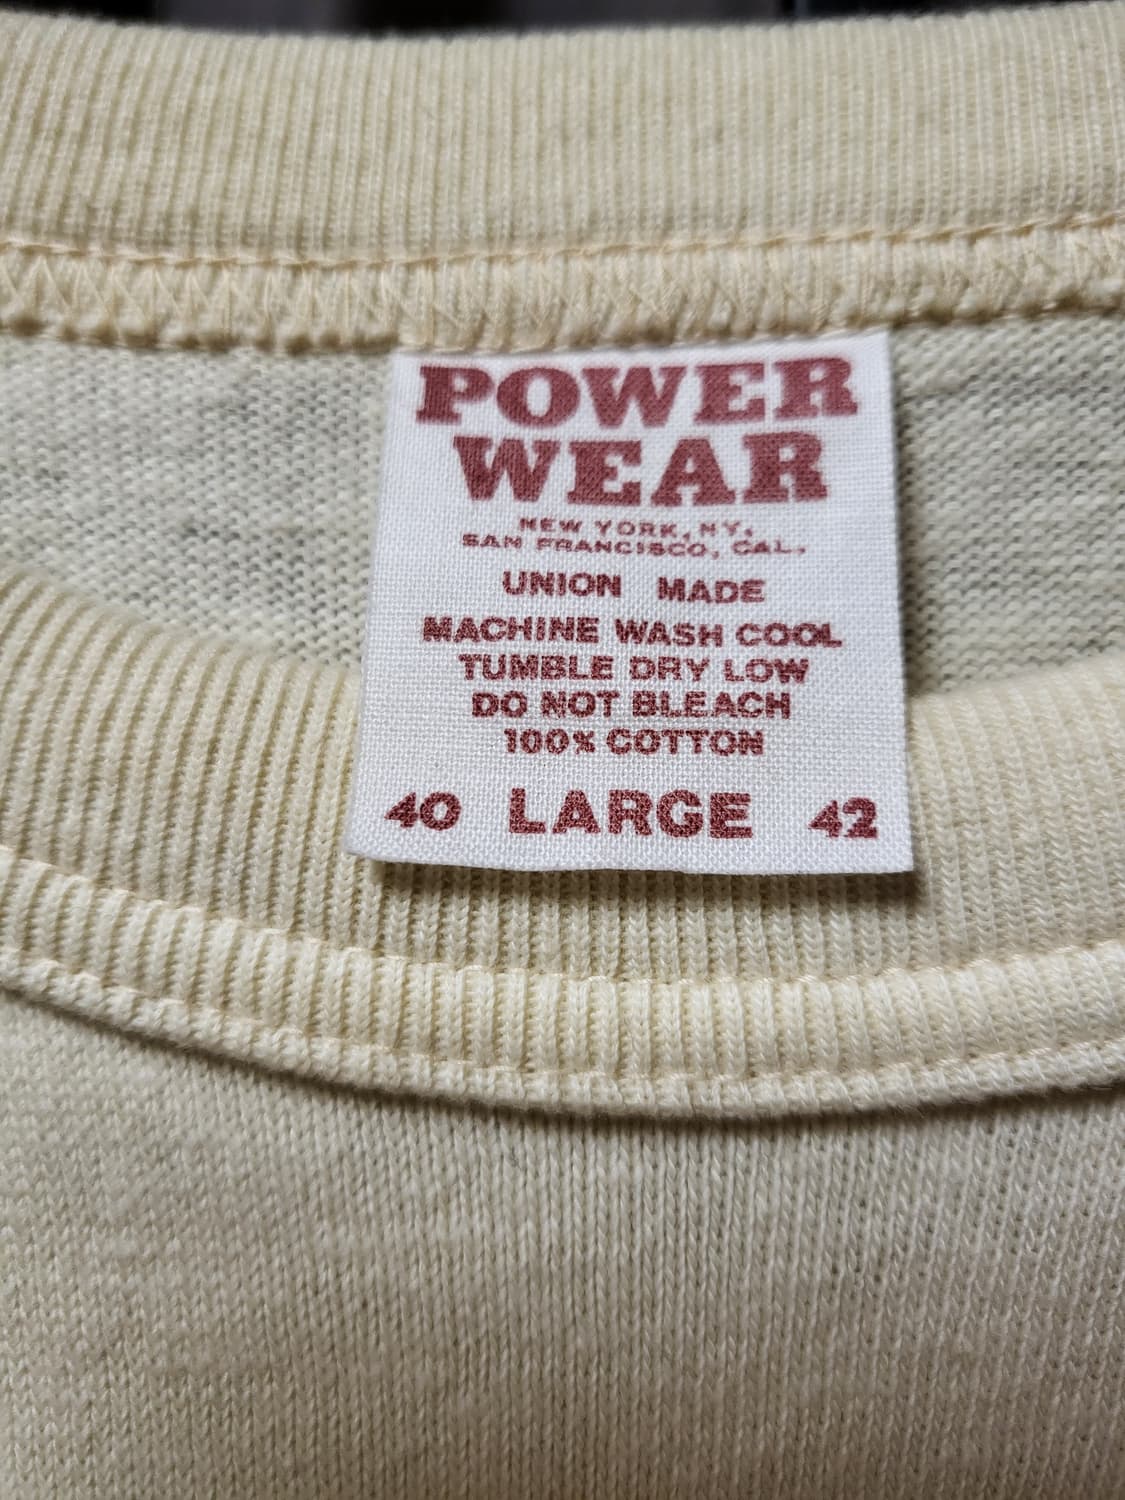 POWER
WEAR
NEW YORK, NY.
SAN FRANCISCO, CAL.
UNION MADE
MACHINE WASH COOL
TUMBLE DRY LOW
DO NOT BLEACH
100% COTTON
40 LARGE 42